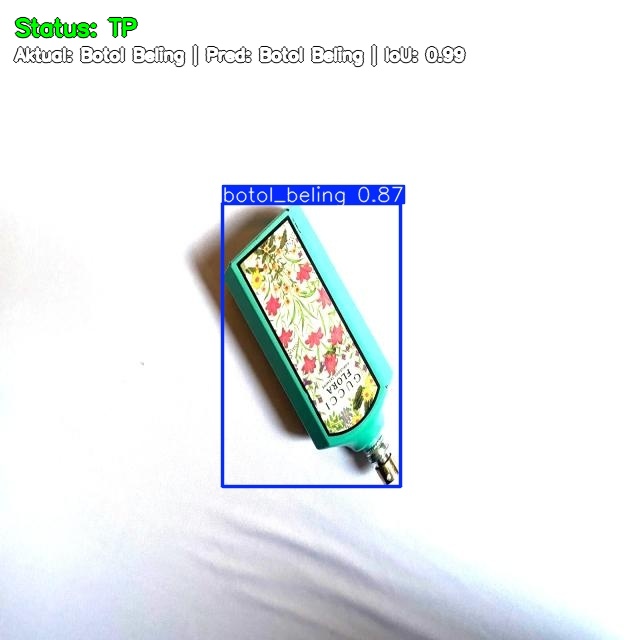 Status: TP
Aktual: Botol Beling | Pred: Botol Beling | IoU: 0.99
botol_beling 0.87
GUCCI
FLORA